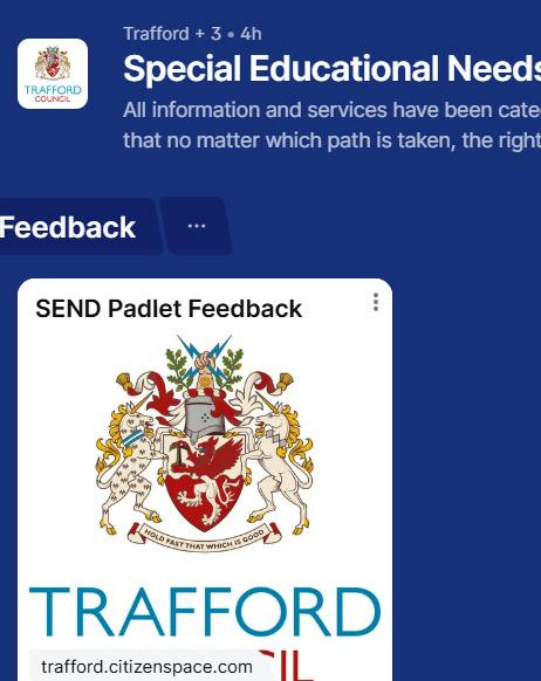 Trafford + 3 • 4h
TRAFFORD
COUNCIL
Special Educational Needs
All information and services have been cate
that no matter which path is taken, the right
Feedback
...
SEND Padlet Feedback
HOLD FAST THAT WHICH IS GOOD
TRAFFORD
trafford.citizenspace.com
IL